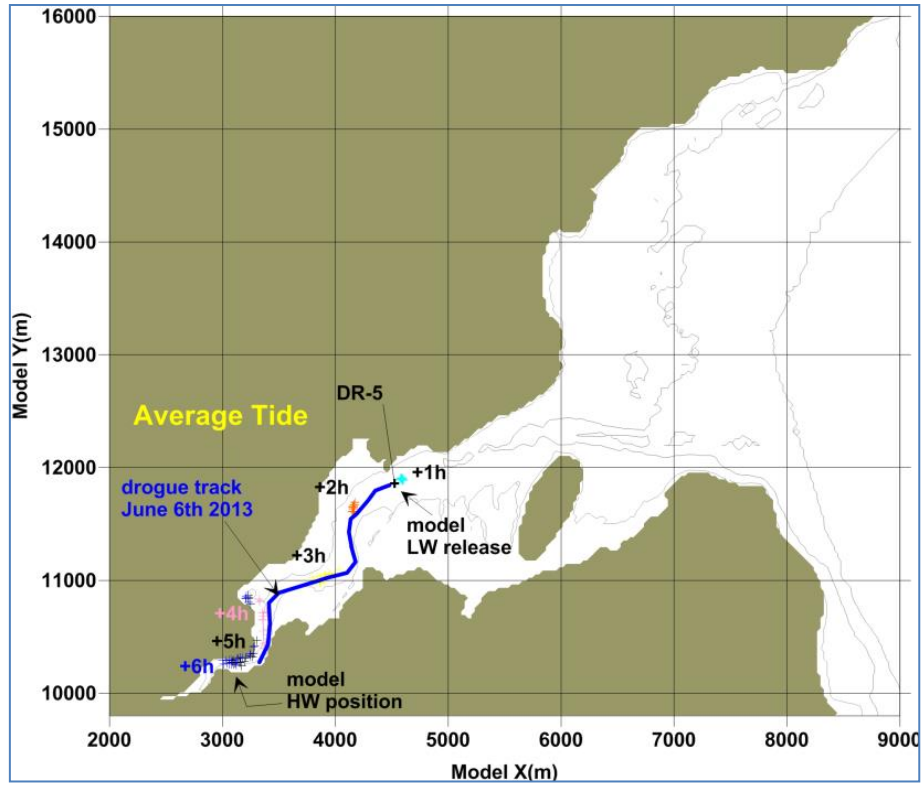 16000
15000
14000
13000
12000
11000
10000
Model Y(m)
DR-5
Average Tide
+1h
+2h
drogue track
June 6th 2013
model
LW release
+3h
+4h
+5h
+6h
model
HW position
2000 3000 4000 5000 6000 7000 8000 9000
Model X(m)